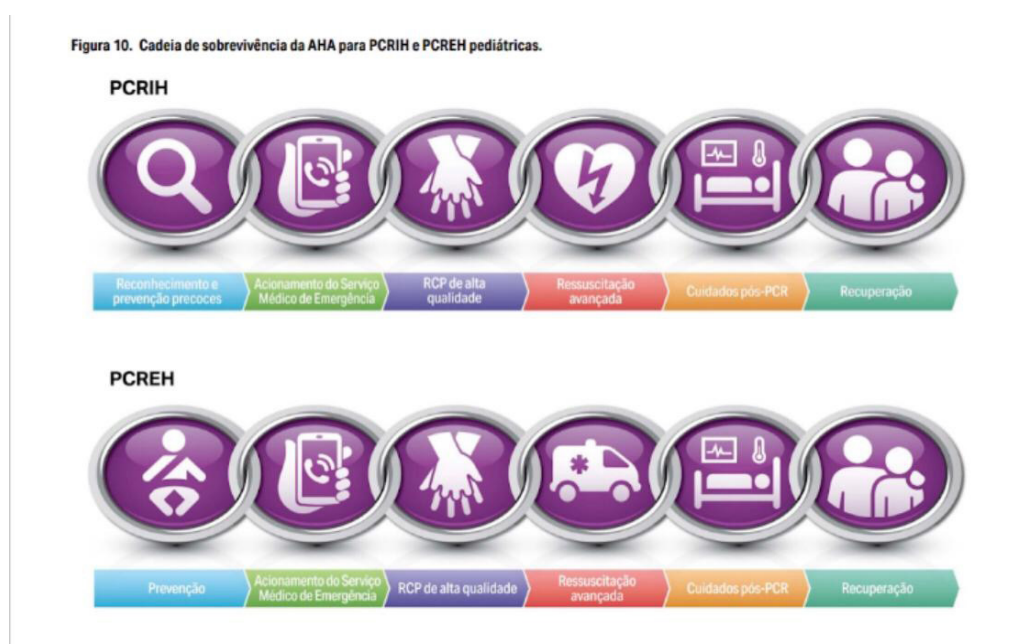 Figura 10. Cadeia de sobrevivência da AHA para PCRIH e PCREH pediátricas.
PCRIH
Reconhecimento e
prevenção precoces
Acionamento do Serviço
Médico de Emergência
RCP de alta
qualidade
Ressuscitação
avançada
Cuidados pós-PCR
Recuperação
PCREH
Prevenção
Acionamento do Serviço
Médico de Emergência
RCP de alta qualidade
Ressuscitação
avançada
Cuidados pós-PCR
Recuperação